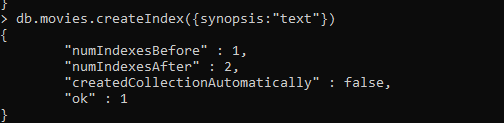 }
> db.movies.createIndex({synopsis:"text"})
{
        "numIndexesBefore" : 1,
        "numIndexesAfter" : 2,
        "createdCollectionAutomatically" : false,
        "ok" : 1
}